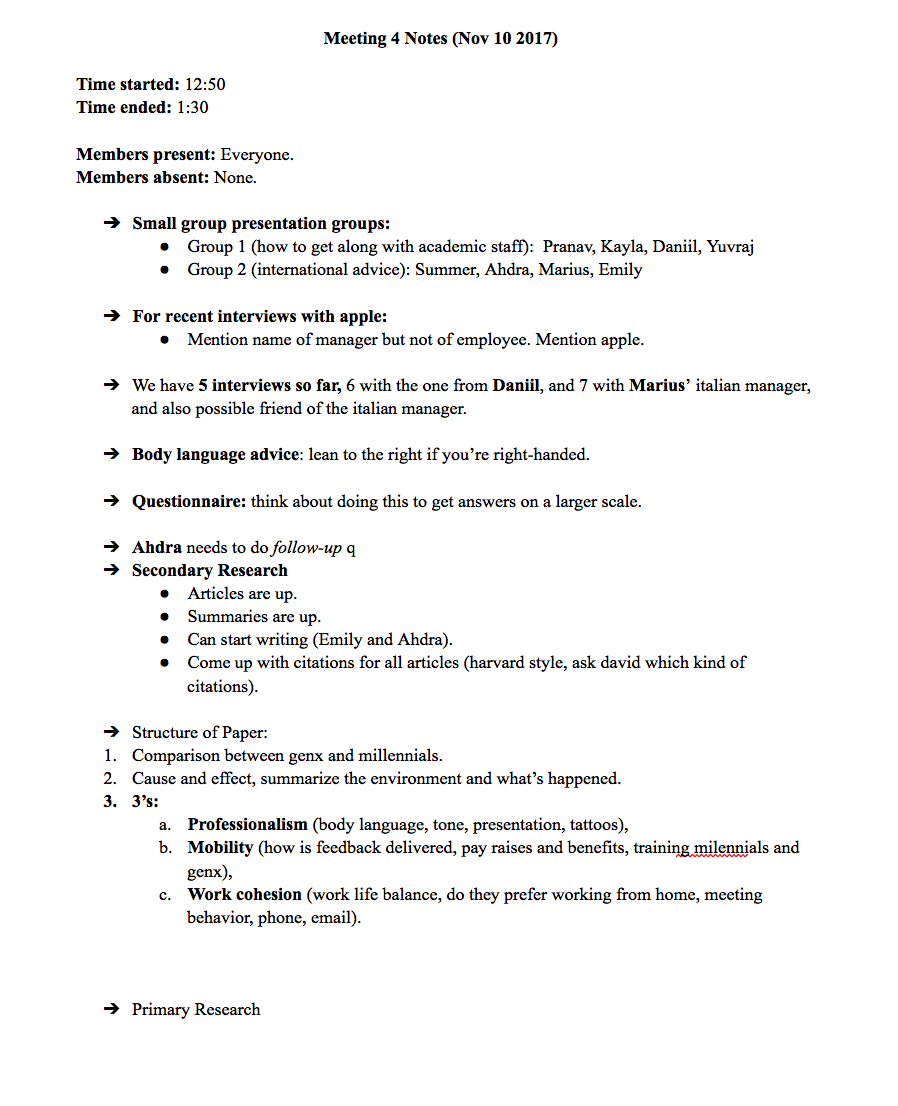 Meeting 4 Notes (Nov 10 2017)
Time started: 12:50
Time ended: 1:30
Members present: Everyone.
Members absent: None.
➔ Small group presentation groups:
● Group 1 (how to get along with academic staff):  Pranav, Kayla, Daniil, Yuvraj
● Group 2 (international advice): Summer, Ahdra, Marius, Emily
➔ For recent interviews with apple:
● Mention name of manager but not of employee. Mention apple.
➔ We have 5 interviews so far, 6 with the one from Daniil, and 7 with Marius’ italian manager,
and also possible friend of the italian manager.
➔ Body language advice: lean to the right if you’re right-handed.
➔ Questionnaire: think about doing this to get answers on a larger scale.
➔ Ahdra needs to do follow-up q
➔ Secondary Research
● Articles are up.
● Summaries are up.
● Can start writing (Emily and Ahdra).
● Come up with citations for all articles (harvard style, ask david which kind of
citations).
➔ Structure of Paper:
1. Comparison between genx and millennials.
2. Cause and effect, summarize the environment and what’s happened.
3. 3’s:
a. Professionalism (body language, tone, presentation, tattoos),
b. Mobility (how is feedback delivered, pay raises and benefits, training milennials and
genx),
c. Work cohesion (work life balance, do they prefer working from home, meeting
behavior, phone, email).
➔ Primary Research